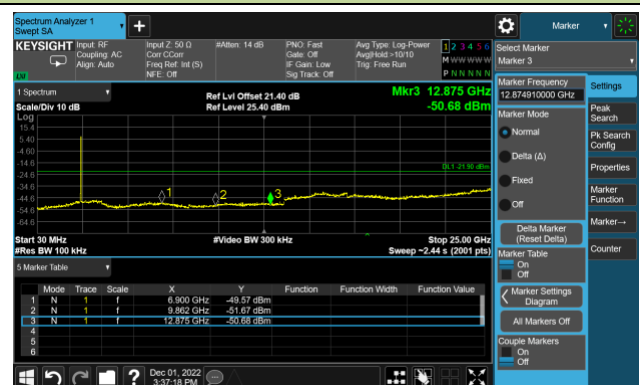 Spectrum Analyzer 1
Swept SA
Marker
KEYSIGHT
Input: RF
Coupling: AC
Align: Auto
Input Z: 50 Ω
Corr CCorr
Freq Ref: Int (S)
NFE: Off
#Atten: 14 dB
PNO: Fast
Gate: Off
IF Gain: Low
Sig Track: Off
Avg Type: Log-Power
Avg|Hold:>10/10
Trig: Free Run
1 2 3 4 5 6
M W W W W W
P N N N N N
LU
Select Marker
Marker 3
1 Spectrum
Scale/Div 10 dB
Log
Ref Lvl Offset 21.40 dB
Ref Level 25.40 dBm
Mkr3 12.875 GHz
-50.68 dBm
15.4
5.40
-4.60
-14.6
-24.6
-34.6
-44.6
-54.6
-64.6
DL1 -21.50 dBm
1
2
3
Start 30 MHz
#Res BW 100 kHz
#Video BW 300 kHz
Stop 25.00 GHz
Sweep ~2.44 s (2001 pts)
5 Marker Table
Mode Trace Scale X Y Function Function Width Function Value
1 N 1 f 6.900 GHz -49.57 dBm
2 N 1 f 9.862 GHz -51.67 dBm
3 N 1 f 12.875 GHz -50.68 dBm
4
5
6
Marker Frequency
12.874910000 GHz
Marker Mode
Normal
Delta (Δ)
Fixed
Off
Delta Marker
(Reset Delta)
Marker Table
On
Off
Marker Settings
Diagram
All Markers Off
Couple Markers
On
Off
Settings
Peak
Search
Pk Search
Config
Properties
Marker
Function
Marker→
Counter
?
Dec 01, 2022
3:37:18 PM